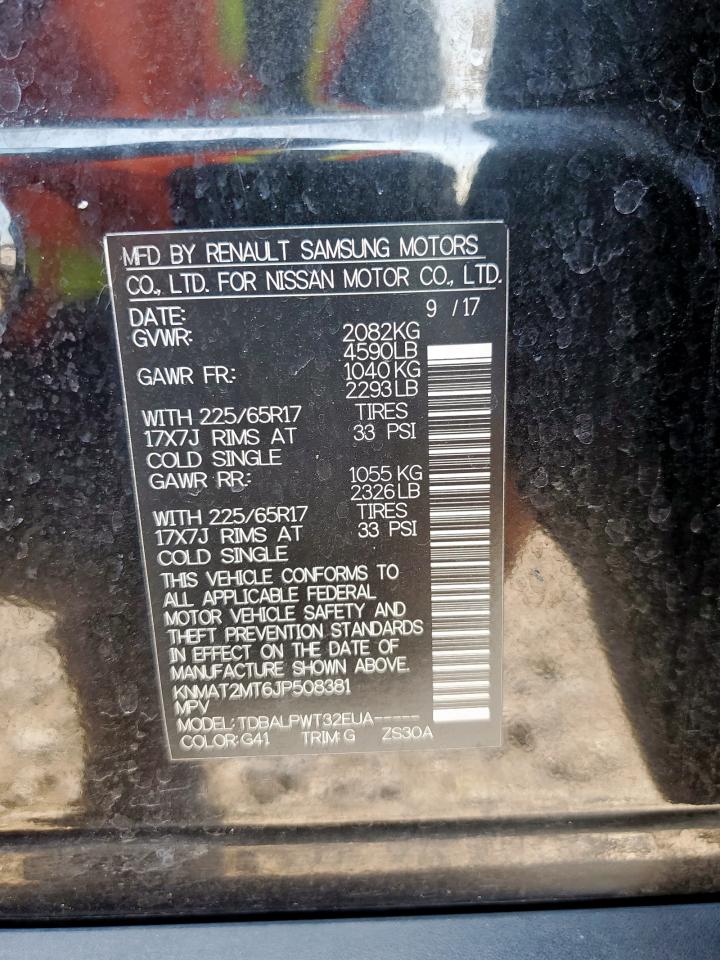 MFD BY RENAULT SAMSUNG MOTORS
CO., LTD. FOR NISSAN MOTOR CO., LTD.
DATE: 9 /17
GVWR: 2082KG
4590LB
GAWR FR: 1040 KG
2293LB
WITH 225/65R17 TIRES
17X7J RIMS AT 33 PSI
COLD SINGLE
GAWR RR: 1055 KG
2326LB
WITH 225/65R17 TIRES
17X7J RIMS AT 33 PSI
COLD SINGLE
THIS VEHICLE CONFORMS TO
ALL APPLICABLE FEDERAL
MOTOR VEHICLE SAFETY AND
THEFT PREVENTION STANDARDS
IN EFFECT ON THE DATE OF
MANUFACTURE SHOWN ABOVE.
KNMAT2MT6JP508381
MPV
MODEL: TDBALPWT32EUA-----
COLOR: G41 TRIM: G ZS30A